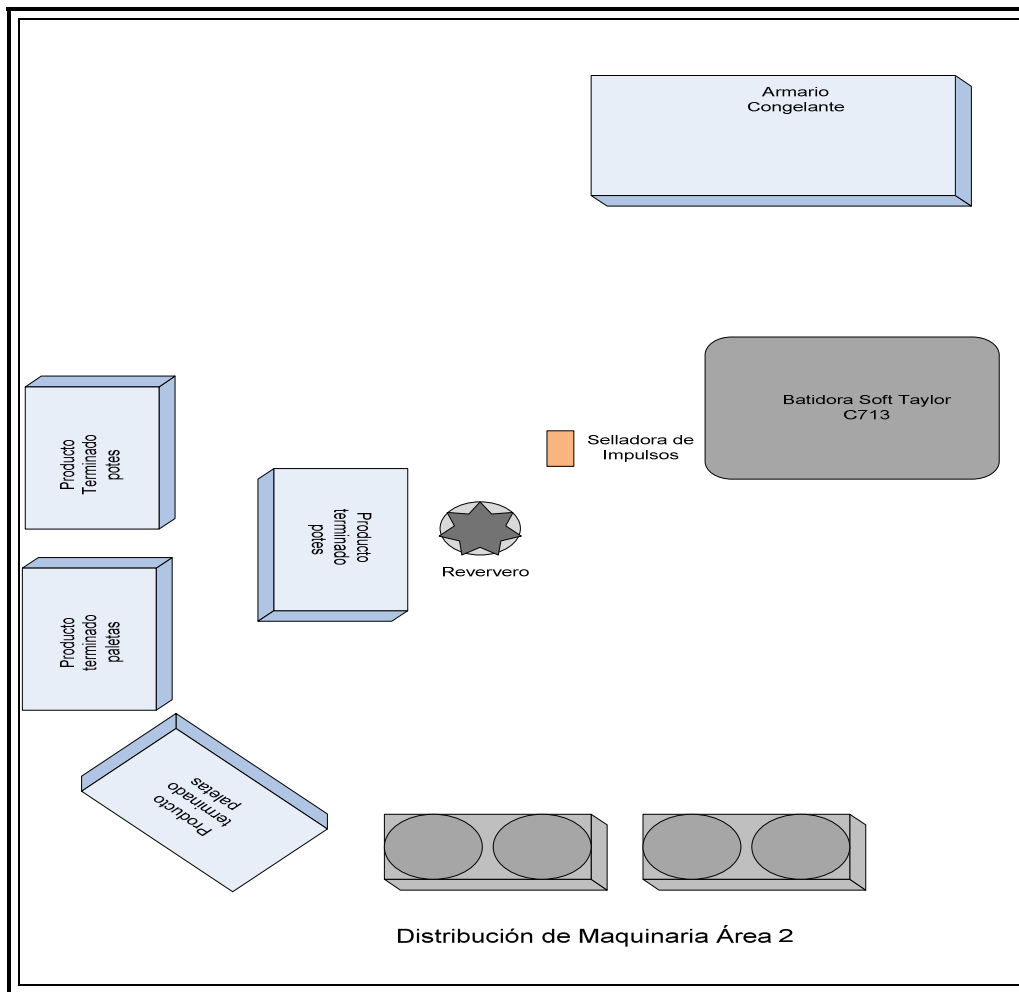 Armario
Congelante
Batidora Soft Taylor
C713
Selladora de
Impulsos
Producto
Terminado
potes
Producto
terminado
potes
Reververo
Producto
terminado
paletas
Producto
terminado
paletas
Distribución de Maquinaria Área 2